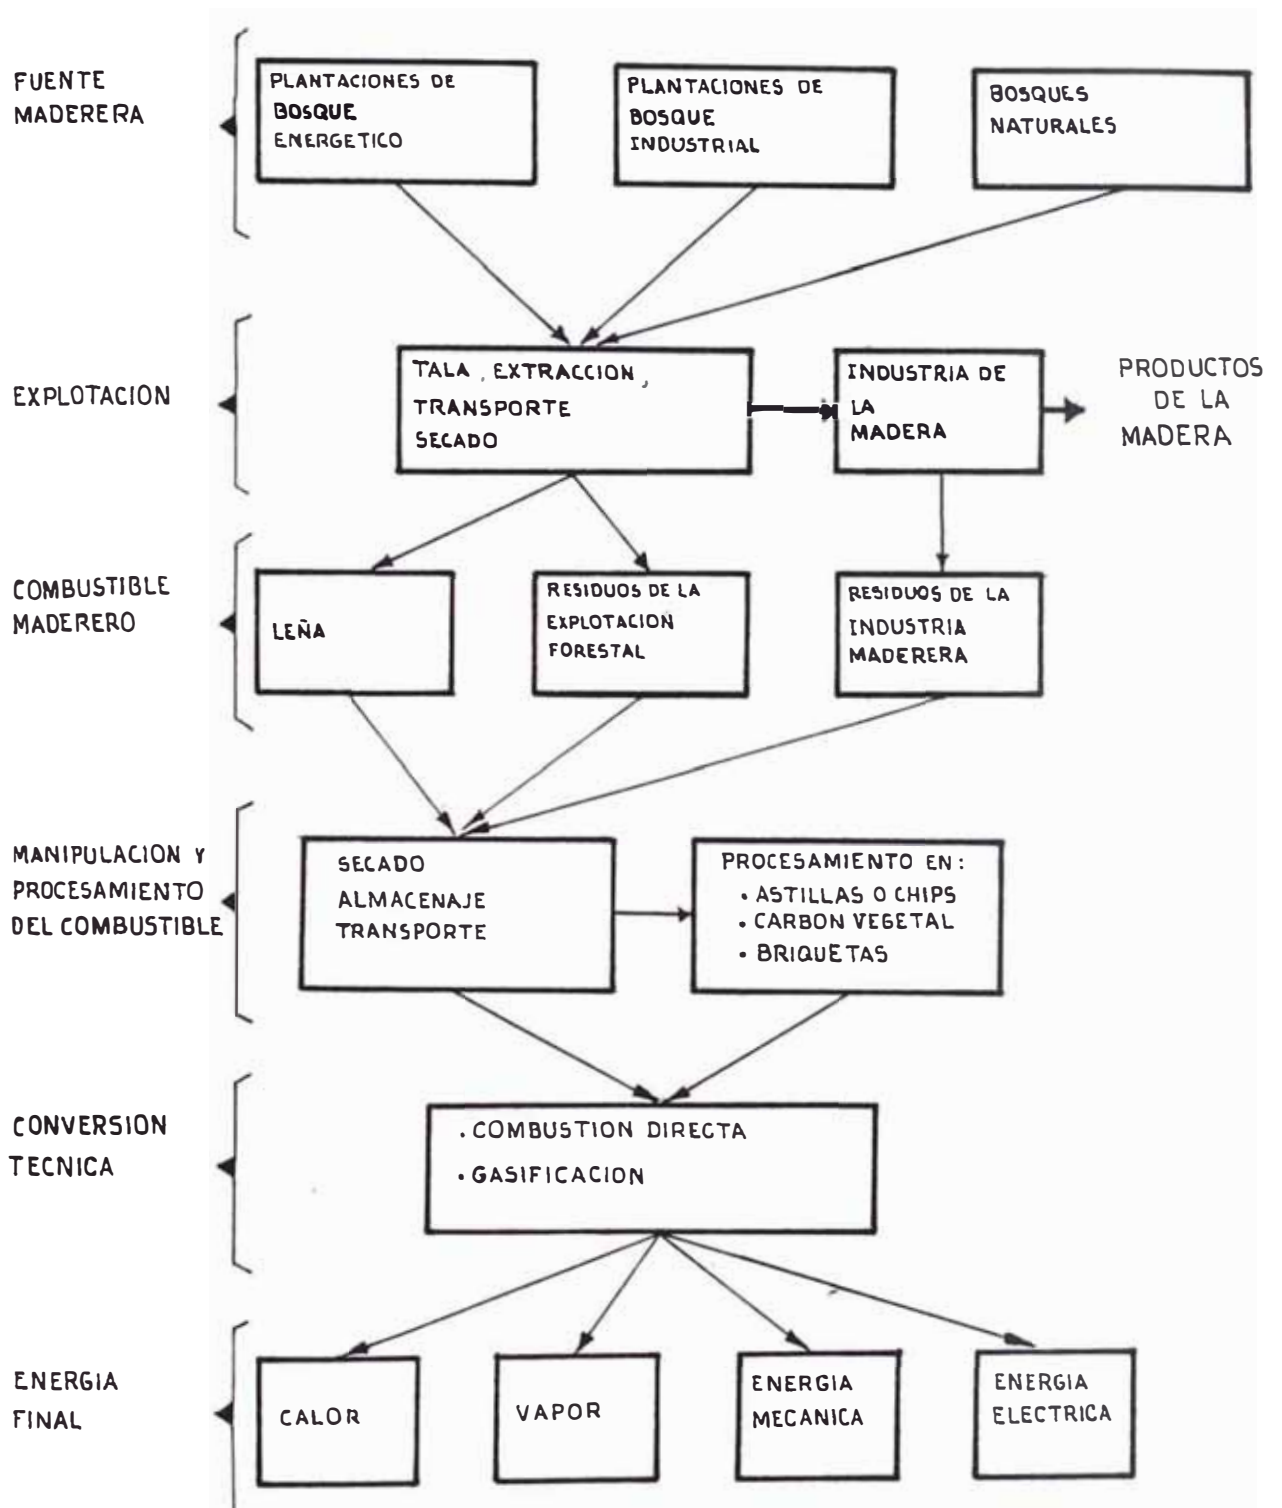 FUENTE
MADERERA
PLANTACIONES DE
BOSQUE
ENERGETICO
PLANTACIONES DE
BOSQUE
INDUSTRIAL
BOSQUES
NATURALES
EXPLOTACION
TALA, EXTRACCION,
TRANSPORTE
SECADO
INDUSTRIA DE
LA
MADERA
PRODUCTOS
DE LA
MADERA
COMBUSTIBLE
MADERERO
LEÑA
RESIDUOS DE LA
EXPLOTACION
FORESTAL
RESIDUOS DE LA
INDUSTRIA
MADERERA
MANIPULACION Y
PROCESAMIENTO
DEL COMBUSTIBLE
SECADO
ALMACENAJE
TRANSPORTE
PROCESAMIENTO EN:
• ASTILLAS O CHIPS
• CARBON VEGETAL
• BRIQUETAS
CONVERSION
TECNICA
. COMBUSTION DIRECTA
• GASIFICACION
ENERGIA
FINAL
CALOR
VAPOR
ENERGIA
MECANICA
ENERGIA
ELECTRICA